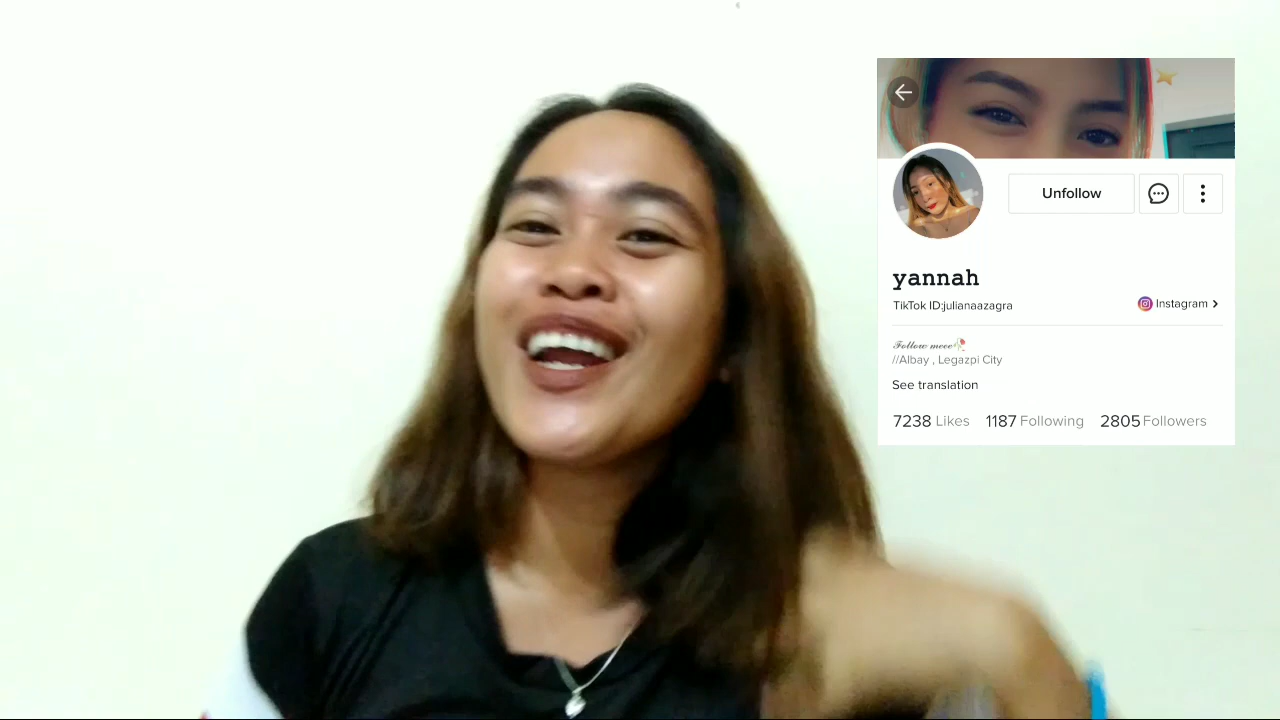 Unfollow
yannah
TikTok ID:julianaazagra
Instagram
Follow meee
//Albay , Legazpi City
See translation
7238 Likes 1187 Following 2805 Followers